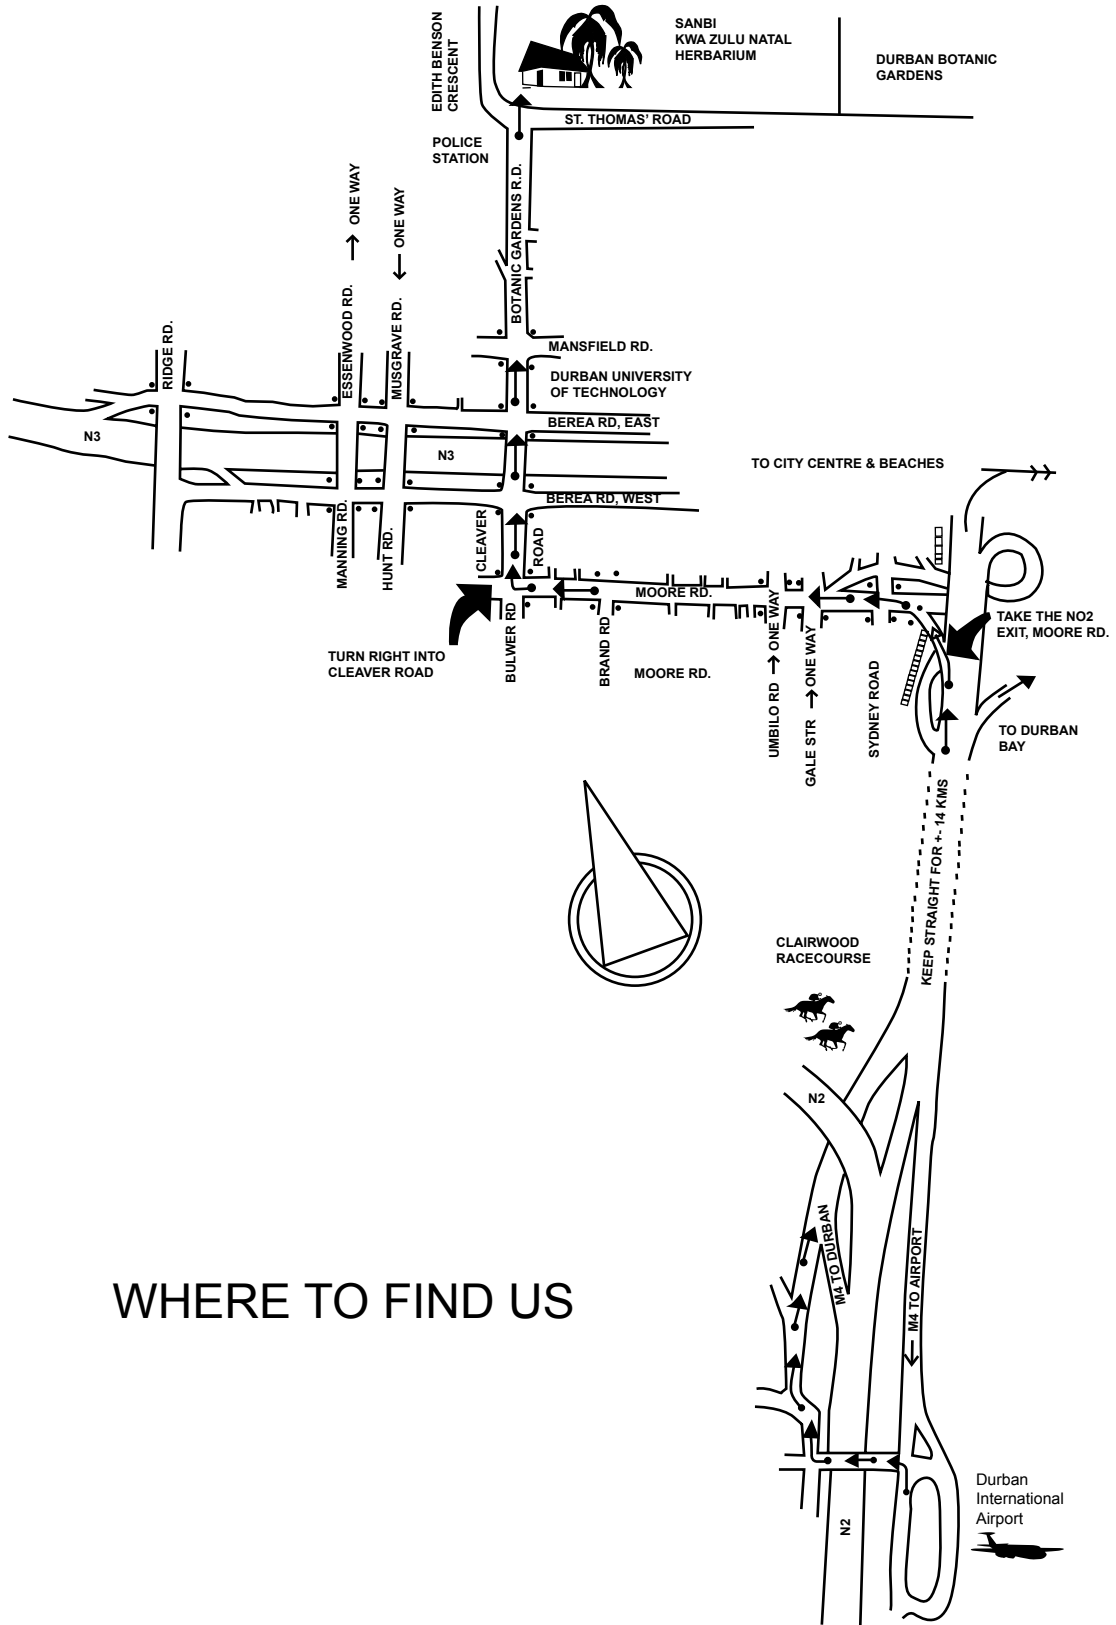 SANBI
KWA ZULU NATAL
HERBARIUM
DURBAN BOTANIC
GARDENS
EDITH BENSON
CRESCENT
ST. THOMAS' ROAD
POLICE
STATION
ONE WAY
ONE WAY
BOTANIC GARDENS R.D.
ESSENWOOD RD.
MUSGRAVE RD.
RIDGE RD.
MANSFIELD RD.
DURBAN UNIVERSITY
OF TECHNOLOGY
BEREA RD, EAST
N3
N3
TO CITY CENTRE & BEACHES
BEREA RD, WEST
MANNING RD.
HUNT RD.
CLEAVER
ROAD
MOORE RD.
TAKE THE NO2
EXIT, MOORE RD.
TURN RIGHT INTO
CLEAVER ROAD
BULWER RD
BRAND RD
MOORE RD.
UMBILO RD
ONE WAY
GALE STR
ONE WAY
SYDNEY ROAD
TO DURBAN
BAY
KEEP STRAIGHT FOR +- 14 KMS
CLAIRWOOD
RACECOURSE
N2
M4 TO DURBAN
M4 TO AIRPORT
WHERE TO FIND US
Durban
International
Airport
N2